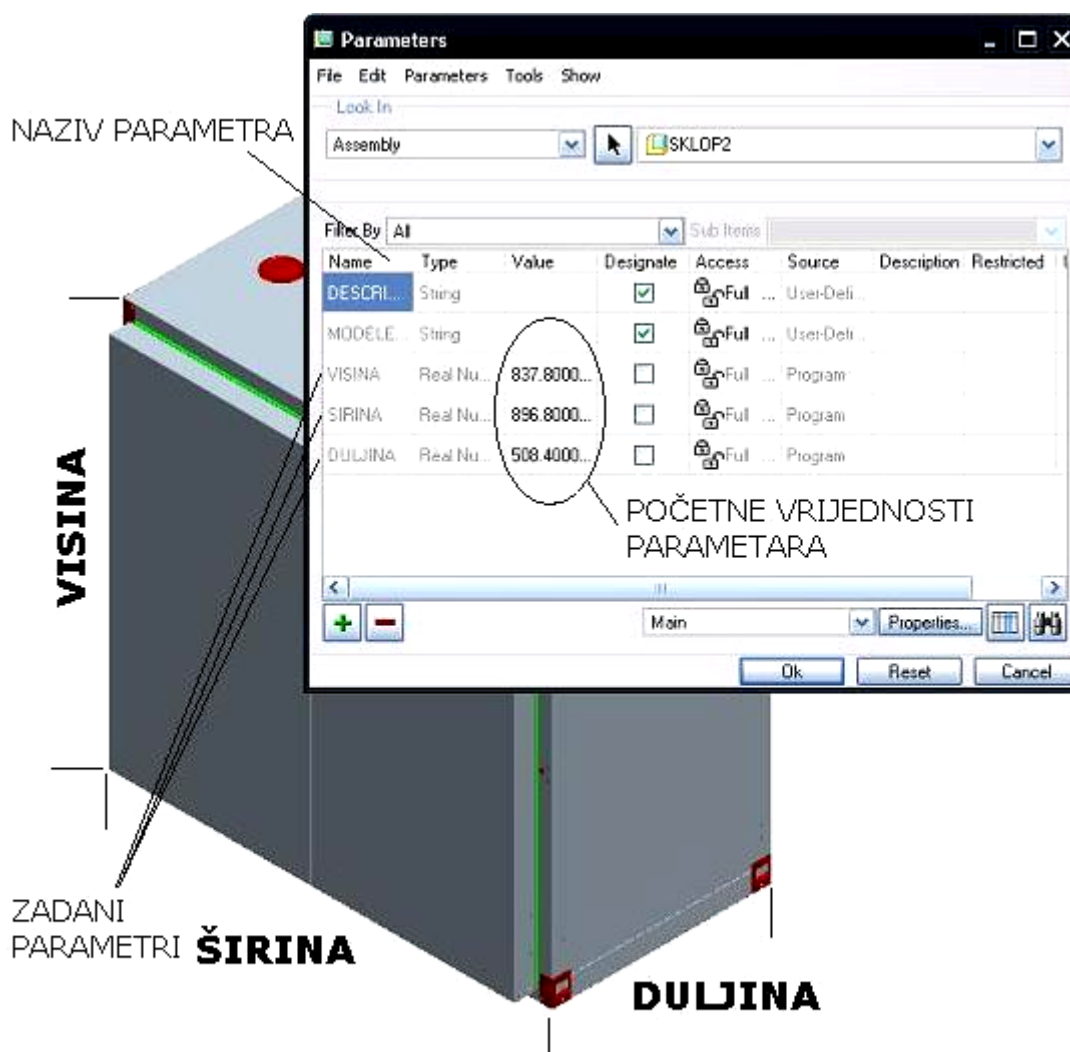 Parameters
File Edit Parameters Tools Show
Look In
NAZIV PARAMETRA
Assembly SKLOP2
Filter By All Sub Items
Name Type Value Designate Access Source Description Restricted
DESCRI... String Full ... User-Defi...
MODELE... String Full ... User-Defi...
VISINA Real Nu... 837.8000... Full ... Program
SIRINA Real Nu... 896.8000... Full ... Program
DULJINA Real Nu... 508.4000... Full ... Program
VISINA
POČETNE VRIJEDNOSTI
PARAMETARA
Main Properties...
Ok Reset Cancel
ZADANI
PARAMETRI ŠIRINA
DULJINA